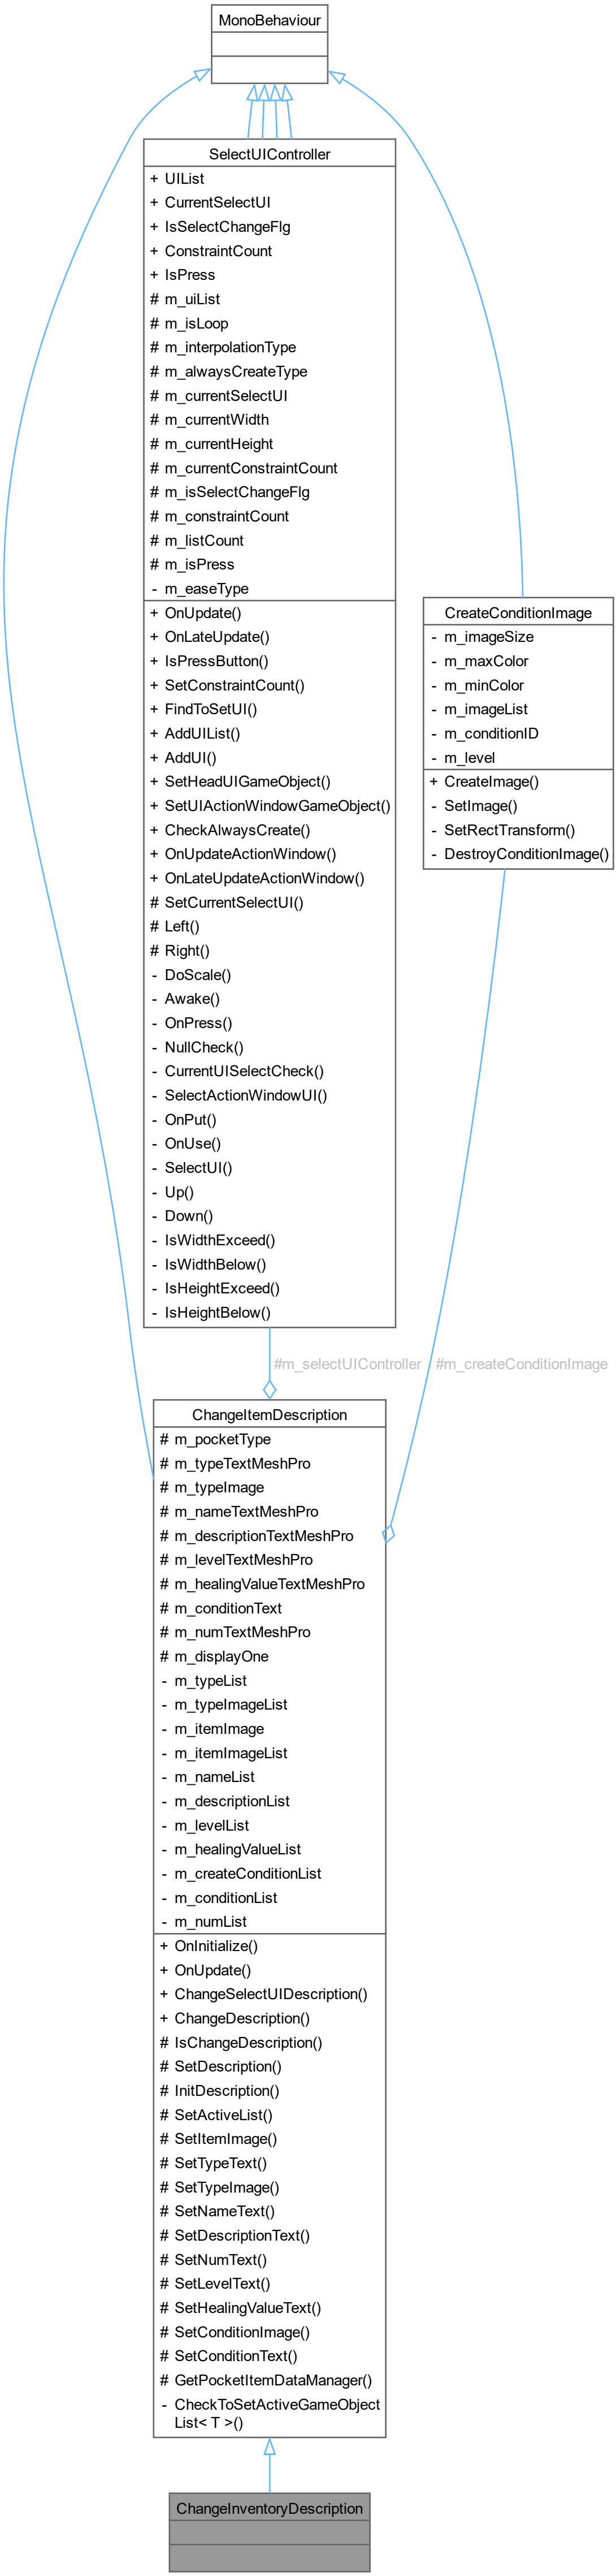 MonoBehaviour
SelectUIController
+ UIList
+ CurrentSelectUI
+ IsSelectChangeFlg
+ ConstraintCount
+ IsPress
# m_uiList
# m_isLoop
# m_interpolationType
# m_alwaysCreateType
# m_currentSelectUI
# m_currentWidth
# m_currentHeight
# m_currentConstraintCount
# m_isSelectChangeFlg
# m_constraintCount
# m_listCount
# m_isPress
- m_easeType
+ OnUpdate()
+ OnLateUpdate()
+ IsPressButton()
+ SetConstraintCount()
+ FindToSetUI()
+ AddUIList()
+ AddUI()
+ SetHeadUIGameObject()
+ SetUIActionWindowGameObject()
+ CheckAlwaysCreate()
+ OnUpdateActionWindow()
+ OnLateUpdateActionWindow()
# SetCurrentSelectUI()
# Left()
# Right()
- DoScale()
- Awake()
- OnPress()
- NullCheck()
- CurrentUISelectCheck()
- SelectActionWindowUI()
- OnPut()
- OnUse()
- SelectUI()
- Up()
- Down()
- IsWidthExceed()
- IsWidthBelow()
- IsHeightExceed()
- IsHeightBelow()
CreateConditionImage
- m_imageSize
- m_maxColor
- m_minColor
- m_imageList
- m_conditionID
- m_level
+ CreateImage()
- SetImage()
- SetRectTransform()
- DestroyConditionImage()
#m_selectUIController
#m_createConditionImage
ChangeItemDescription
# m_pocketType
# m_typeTextMeshPro
# m_typeImage
# m_nameTextMeshPro
# m_descriptionTextMeshPro
# m_levelTextMeshPro
# m_healingValueTextMeshPro
# m_conditionText
# m_numTextMeshPro
# m_displayOne
- m_typeList
- m_typeImageList
- m_itemImage
- m_itemImageList
- m_nameList
- m_descriptionList
- m_levelList
- m_healingValueList
- m_createConditionList
- m_conditionList
- m_numList
+ OnInitialize()
+ OnUpdate()
+ ChangeSelectUIDescription()
+ ChangeDescription()
# IsChangeDescription()
# SetDescription()
# InitDescription()
# SetActiveList()
# SetItemImage()
# SetTypeText()
# SetTypeImage()
# SetNameText()
# SetDescriptionText()
# SetNumText()
# SetLevelText()
# SetHealingValueText()
# SetConditionImage()
# SetConditionText()
# GetPocketItemDataManager()
- CheckToSetActiveGameObject
List< T >()
ChangeInventoryDescription